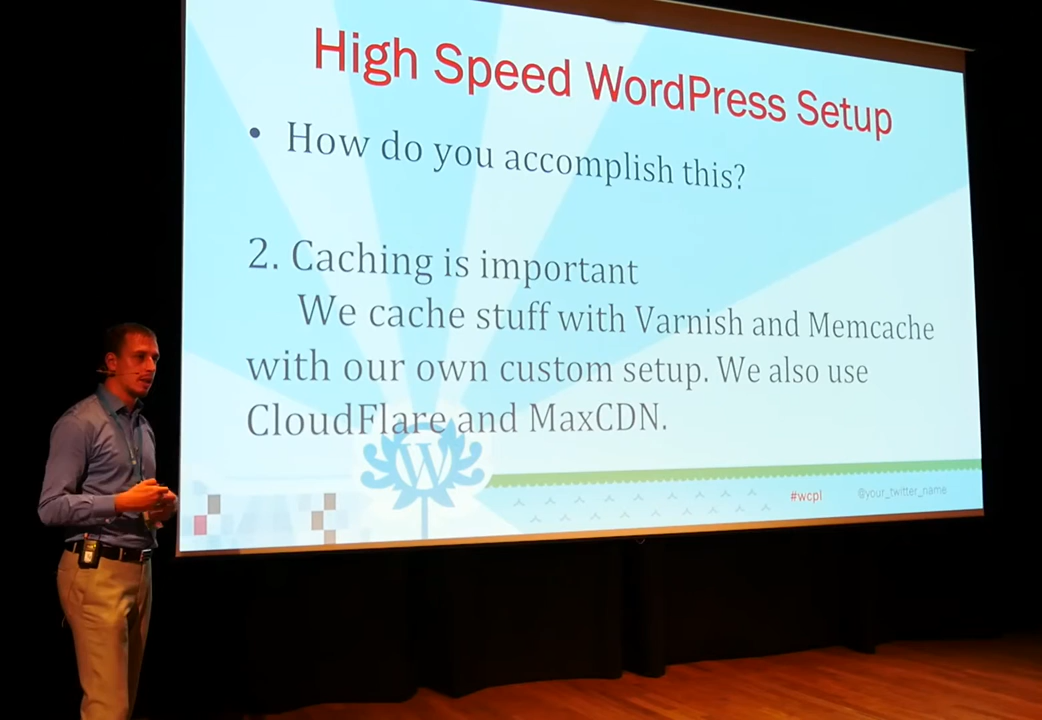 High Speed WordPress Setup
• How do you accomplish this?
2. Caching is important
We cache stuff with Varnish and Memcache
with our own custom setup. We also use
CloudFlare and MaxCDN.
W
#wcpl @your_twitter_name